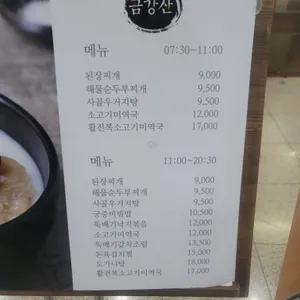 금강산
메뉴 07:30~11:00
된장찌개 9,000
해물순두부찌개 9,500
사골우거지탕 9,500
소고기미역국 12,000
활전복소고기미역국 17,000
메뉴 11:00~20:30
된장찌개 9,000
해물순두부찌개 9,500
사골우거지탕 9,500
궁중비빔밥 10,500
뚝배기낙지볶음 12,000
소고기미역국 12,000
뚝배기갈치조림 13,500
돈육김치찜 15,000
도가니탕 18,000
활전복소고기미역국 17,000